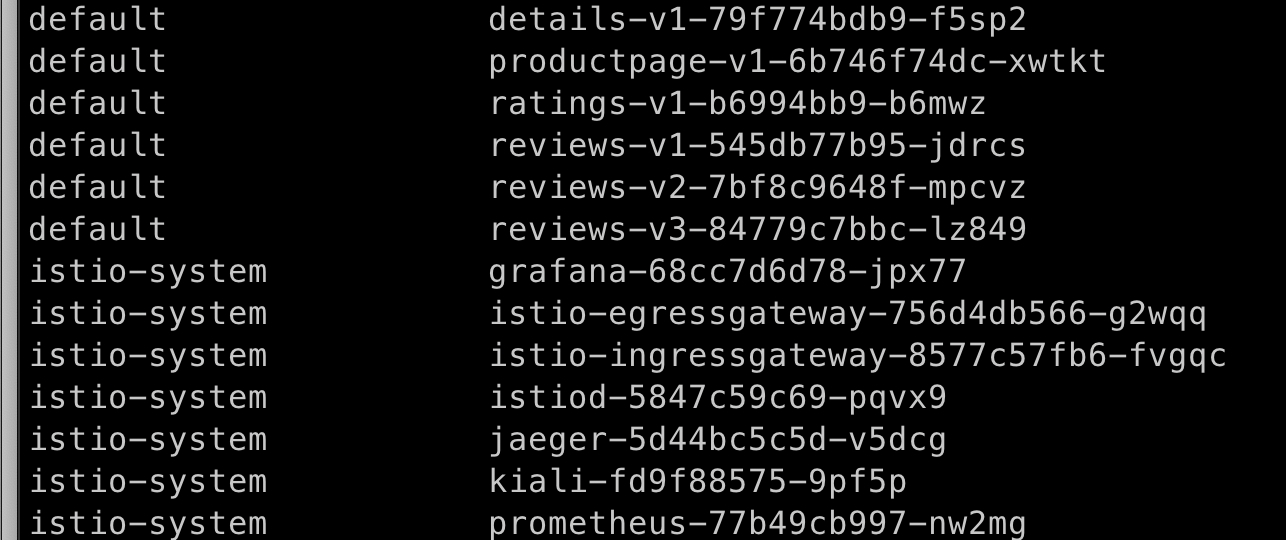 default details-v1-79f774bdb9-f5sp2
default productpage-v1-6b746f74dc-xwtkt
default ratings-v1-b6994bb9-b6mwz
default reviews-v1-545db77b95-jdrcs
default reviews-v2-7bf8c9648f-mpcvz
default reviews-v3-84779c7bbc-lz849
istio-system grafana-68cc7d6d78-jpx77
istio-system istio-egressgateway-756d4db566-g2wqq
istio-system istio-ingressgateway-8577c57fb6-fvgqc
istio-system istiod-5847c59c69-pqvx9
istio-system jaeger-5d44bc5c5d-v5dcg
istio-system kiali-fd9f88575-9pf5p
istio-system prometheus-77b49cb997-nw2mg